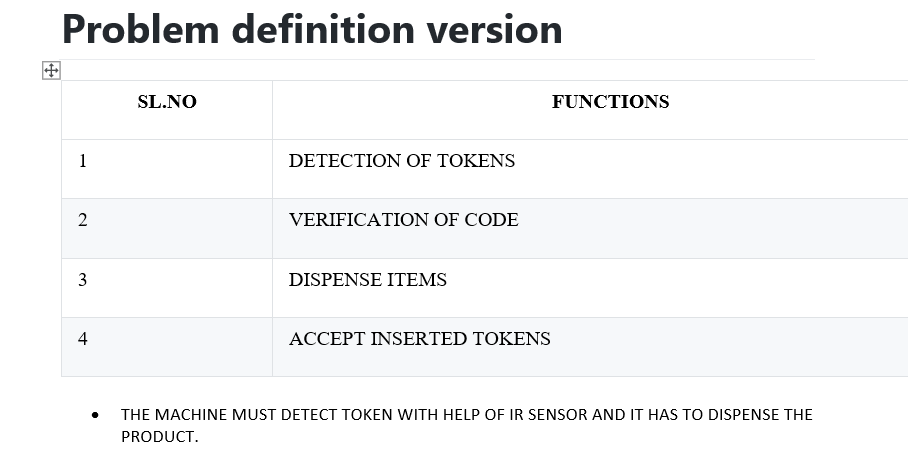 Problem definition version
SL.NO FUNCTIONS
1 DETECTION OF TOKENS
2 VERIFICATION OF CODE
3 DISPENSE ITEMS
4 ACCEPT INSERTED TOKENS
• THE MACHINE MUST DETECT TOKEN WITH HELP OF IR SENSOR AND IT HAS TO DISPENSE THE
PRODUCT.